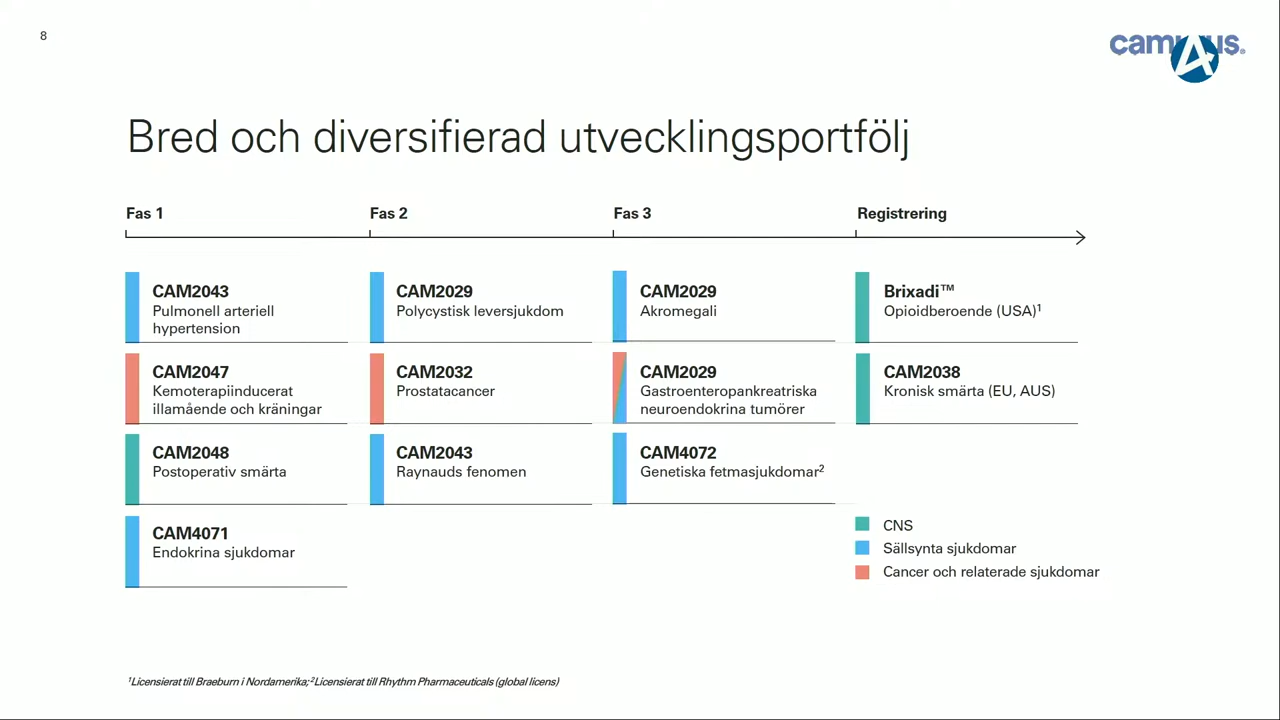 8
Bred och diversifierad utvecklingsportfölj
Fas 1
Fas 2
Fas 3
Registrering
CAM2043
Pulmonell arteriell
hypertension
CAM2029
Polycystisk leversjukdom
CAM2029
Akromegali
Brixadi™
Opioidberoende (USA)¹
CAM2047
Kemoterapiinducerat
illamående och kräningar
CAM2032
Prostatacancer
CAM2029
Gastroenteropankreatriska
neuroendokrina tumörer
CAM2038
Kronisk smärta (EU, AUS)
CAM2048
Postoperativ smärta
CAM2043
Raynauds fenomen
CAM4072
Genetiska fetmasjukdomar²
CAM4071
Endokrina sjukdomar
CNS
Sällsynta sjukdomar
Cancer och relaterade sjukdomar
¹Licensierat till Braeburn i Nordamerika; ²Licensierat till Rhythm Pharmaceuticals (global licens)